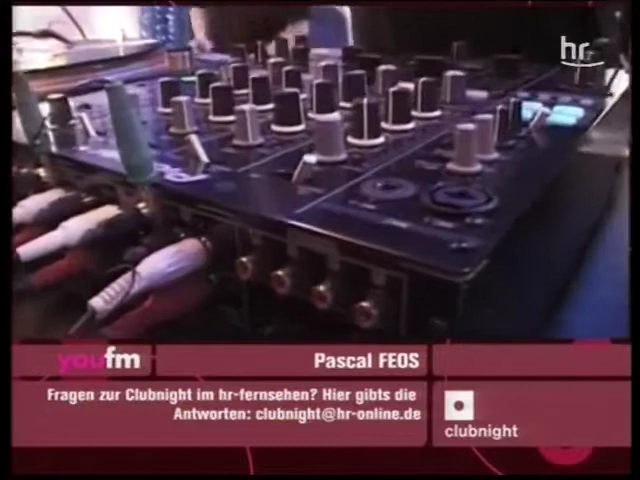 hr
youfm
Pascal FEOS
Fragen zur Clubnight im hr-fernsehen? Hier gibts die
Antworten: clubnight@hr-online.de
clubnight